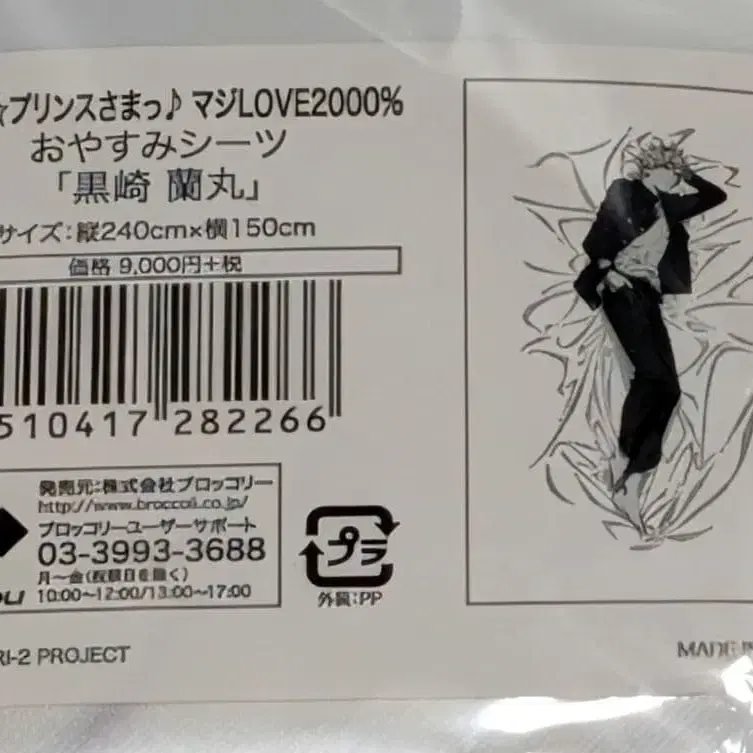 ☆プリンスさまっ♪ マジLOVE2000%
おやすみシーツ
「黒崎 蘭丸」
サイズ:縦240cm×横150cm
価格 9,000円+税
510417 282266
発売元:株式会社ブロッコリー
http://www.broccoli.co.jp/
ブロッコリーユーザーサポート
03-3993-3688
月～金(祝祭日を除く)
10:00～12:00/13:00～17:00
プラ
外装:PP
RI-2 PROJECT
MADE IN